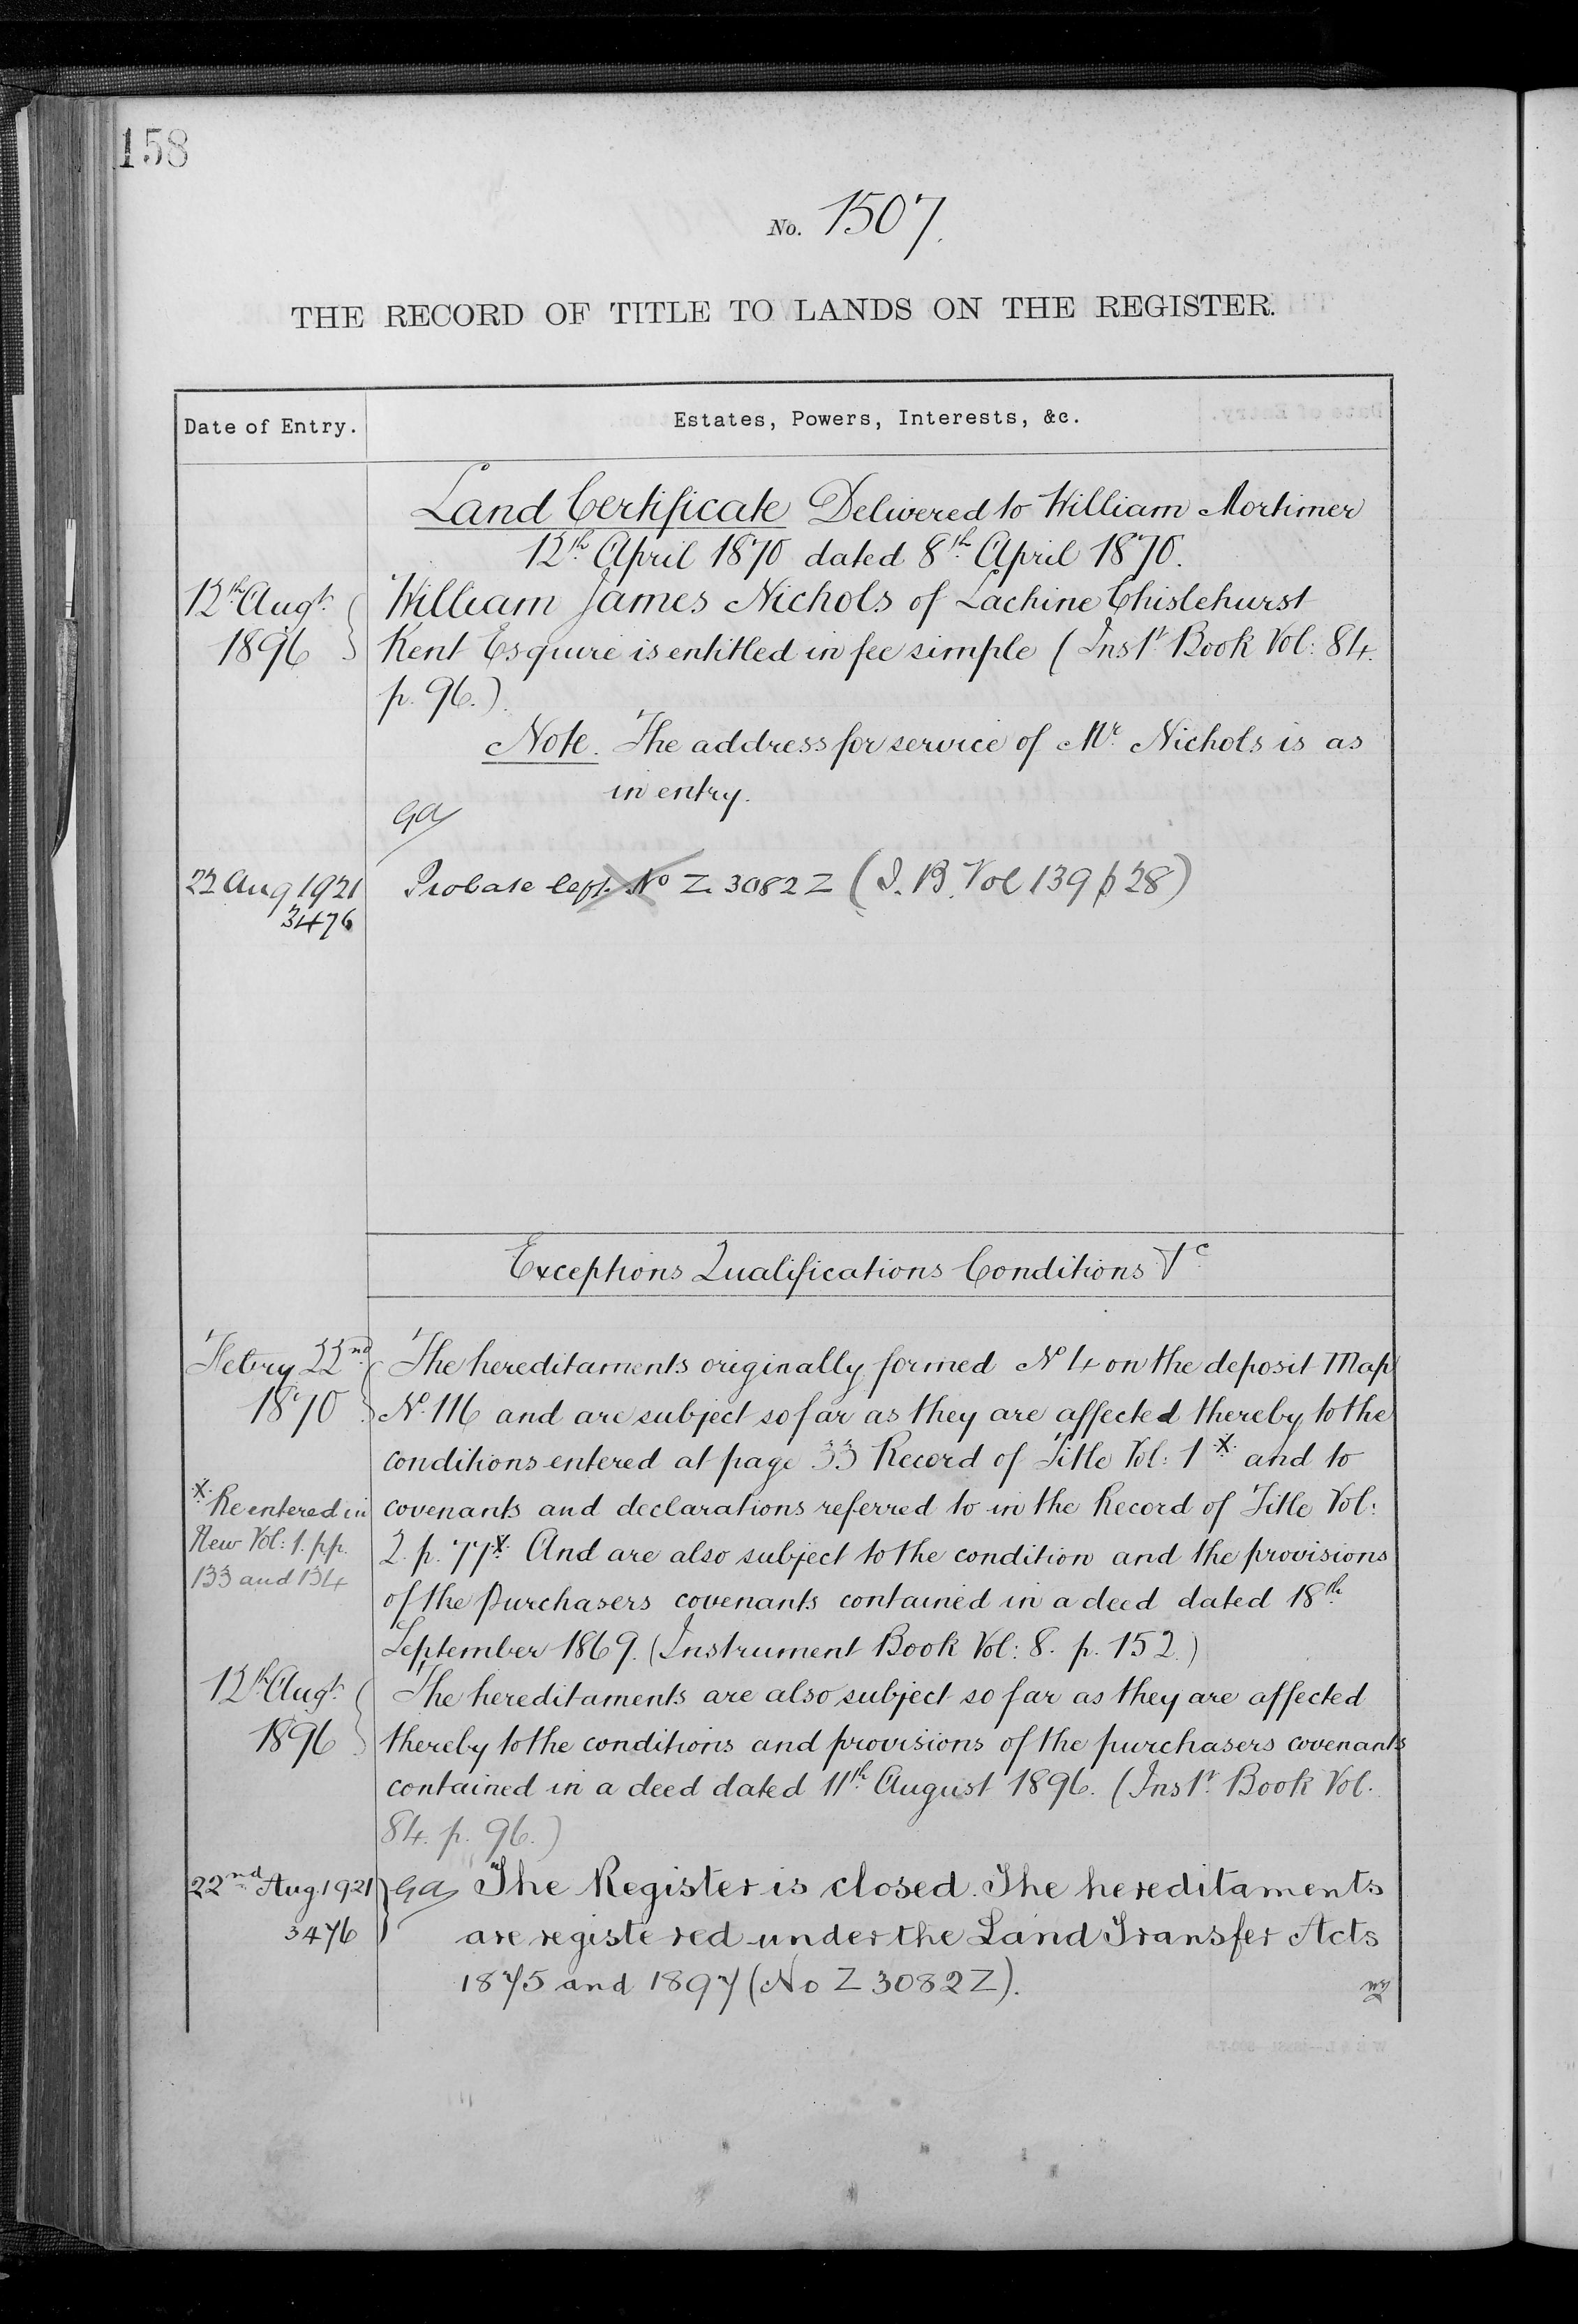 158
No. 1507.
THE RECORD OF TITLE TO LANDS ON THE REGISTER.
Date of Entry.
Estates, Powers, Interests, &c.
Land Certificate Delivered to William Mortimer
12th April 1870 dated 8th April 1870.
12th Augt.
1896
William James Nichols of Lachine Chislehurst
Kent Esquire is entitled in fee simple (Instr. Book Vol: 84.
p. 96.).
Note. The address for service of Mr. Nichols is as
in entry.
GA
22 Aug 1921
3476
Probate left. No Z 3082 Z (I. B. Vol 139 p 28)
Exceptions Qualifications Conditions &c
Febry 22nd
1870
The hereditaments originally formed No 4 on the deposit Map
No. 116 and are subject so far as they are affected thereby to the
conditions entered at page 33 Record of Title Vol: 1 x and to
x Re entered in
New Vol: 1. pp.
133 and 134
covenants and declarations referred to in the Record of Title Vol:
2. p. 77 x And are also subject to the condition and the provisions
of the Purchasers covenants contained in a deed dated 18th
September 1869. (Instrument Book Vol: 8. p. 152.)
12th Augt.
1896
The hereditaments are also subject so far as they are affected
thereby to the conditions and provisions of the purchasers covenants
contained in a deed dated 11th August 1896. (Instr. Book Vol.
84. p. 96.)
22nd Aug. 1921
3476
GA The Register is closed. The hereditaments
are registered under the Land Transfer Acts
1875 and 1897 (No Z 3082 Z).